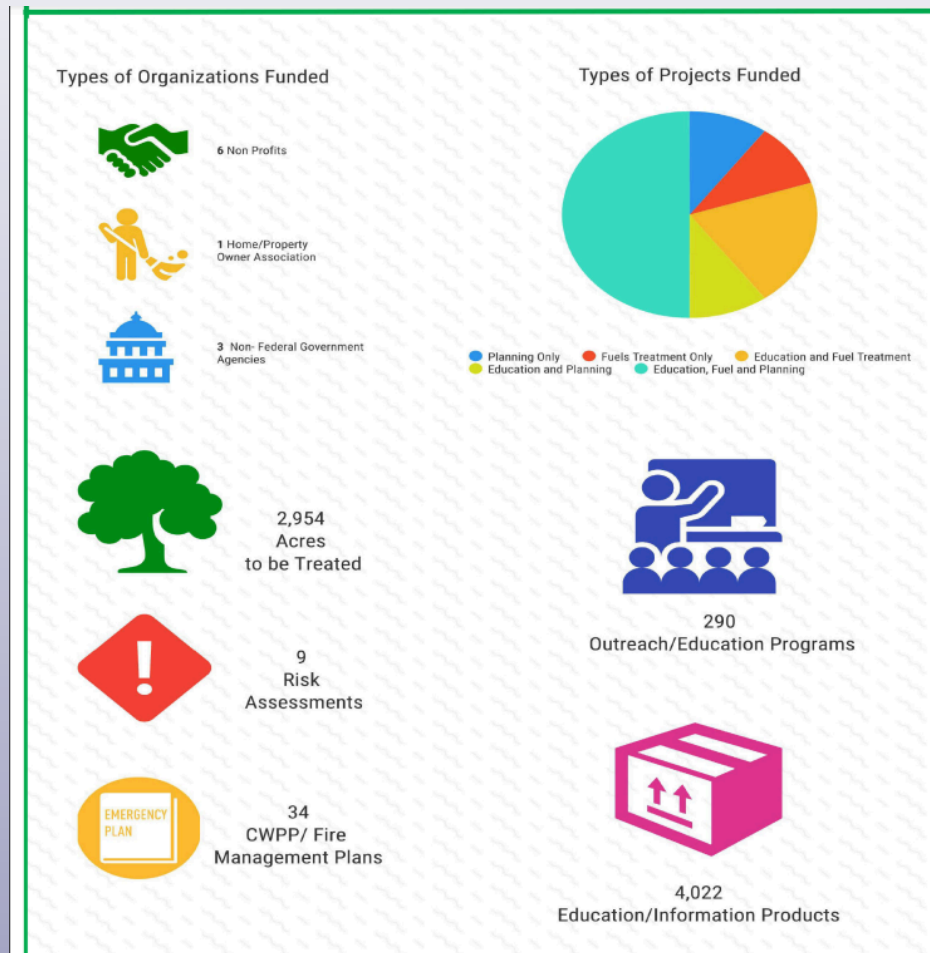 Types of Organizations Funded
6 Non Profits
1 Home/Property
Owner Association
3 Non- Federal Government
Agencies
Types of Projects Funded
Planning Only
Fuels Treatment Only
Education and Fuel Treatment
Education and Planning
Education, Fuel and Planning
2,954
Acres
to be Treated
9
Risk
Assessments
EMERGENCY
PLAN
34
CWPP/ Fire
Management Plans
290
Outreach/Education Programs
4,022
Education/Information Products